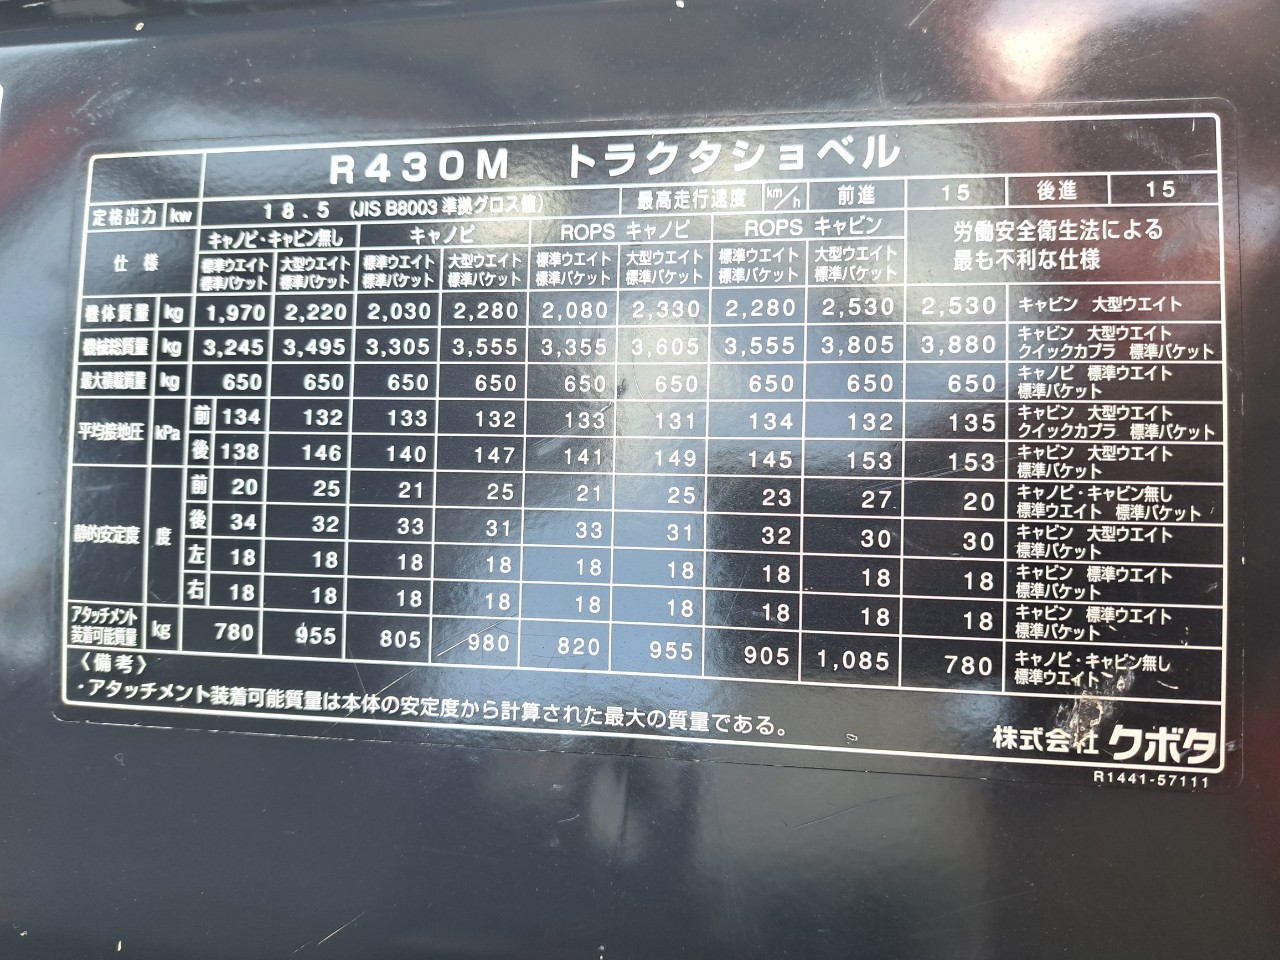 R430M トラクタショベル
定格出力 kw 18.5 (JIS B8003 準拠グロス値) 最高走行速度 km/h 前進 15 後進 15
仕様 キャノピ・キャビン無し キャノピ ROPS キャノピ ROPS キャビン 労働安全衛生法による
最も不利な仕様
標準ウエイト 大型ウエイト 標準ウエイト 大型ウエイト 標準ウエイト 大型ウエイト 標準ウエイト 大型ウエイト
標準バケット 標準バケット 標準バケット 標準バケット 標準バケット 標準バケット 標準バケット 標準バケット
機体質量 kg 1,970 2,220 2,030 2,280 2,080 2,330 2,280 2,530 2,530 キャビン 大型ウエイト
機械総質量 kg 3,245 3,495 3,305 3,555 3,355 3,605 3,555 3,805 3,880 キャビン 大型ウエイト
クイックカプラ 標準バケット
最大積載質量 kg 650 650 650 650 650 650 650 650 650 キャノピ 標準ウエイト
標準バケット
平均接地圧 kPa 前 134 132 133 132 133 131 134 132 135 キャビン 大型ウエイト
クイックカプラ 標準バケット
後 138 146 140 147 141 149 145 153 153 キャビン 大型ウエイト
標準バケット
静的安定度 度 前 20 25 21 25 21 25 23 27 20 キャノピ・キャビン無し
標準ウエイト 標準バケット
後 34 32 33 31 33 31 32 30 30 キャビン 大型ウエイト
標準バケット
左 18 18 18 18 18 18 18 18 18 キャビン 標準ウエイト
標準バケット
右 18 18 18 18 18 18 18 18 18 キャビン 標準ウエイト
標準バケット
アタッチメント
装着可能質量 kg 780 955 805 980 820 955 905 1,085 780 キャノピ・キャビン無し
標準ウエイト
〈備考〉
・アタッチメント装着可能質量は本体の安定度から計算された最大の質量である。
株式会社 クボタ
R1441-57111